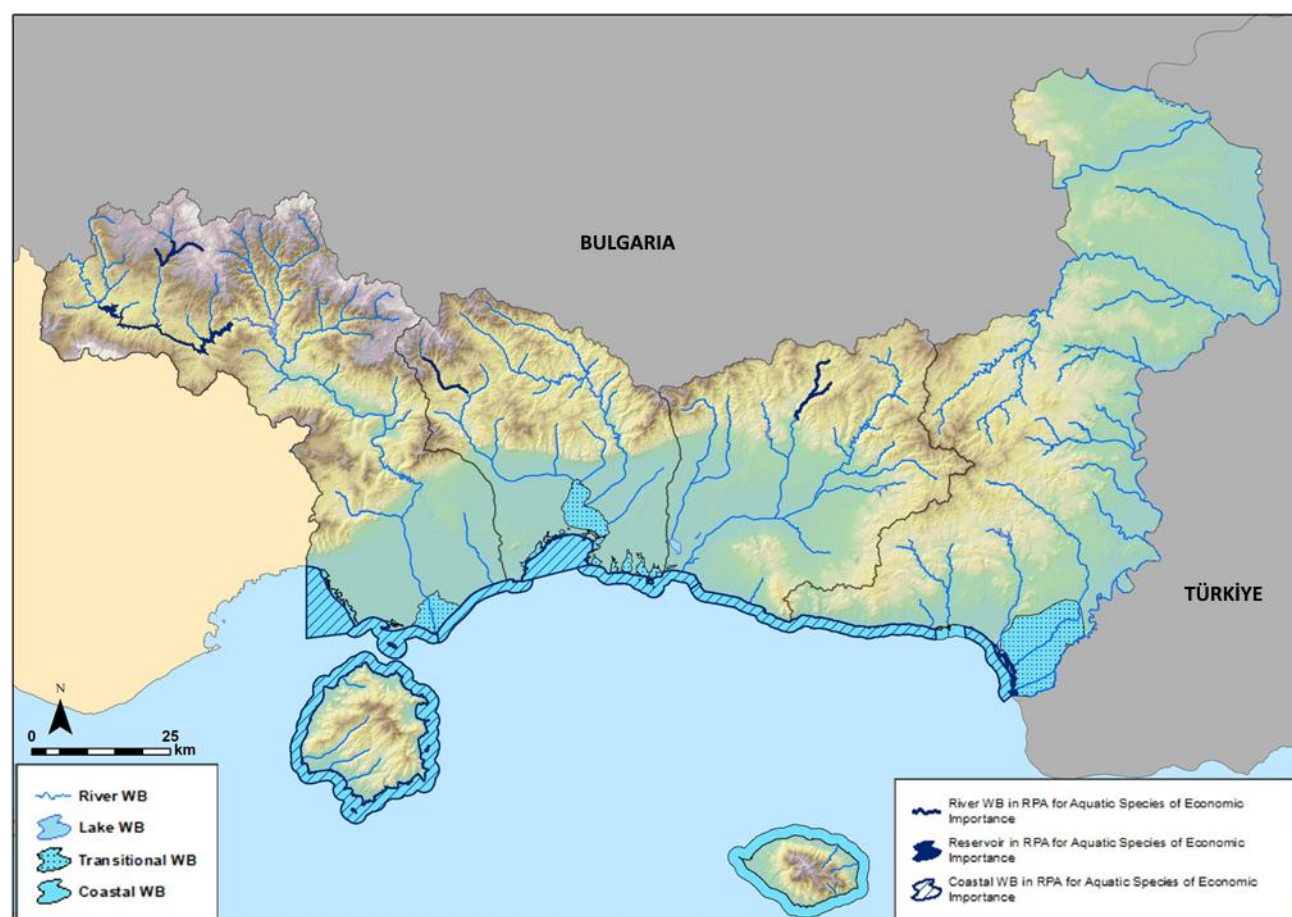 BULGARIA
TÜRKİYE
N
0 25
km
River WB
Lake WB
Transitional WB
Coastal WB
River WB in RPA for Aquatic Species of Economic
Importance
Reservoir in RPA for Aquatic Species of Economic
Importance
Coastal WB in RPA for Aquatic Species of Economic
Importance